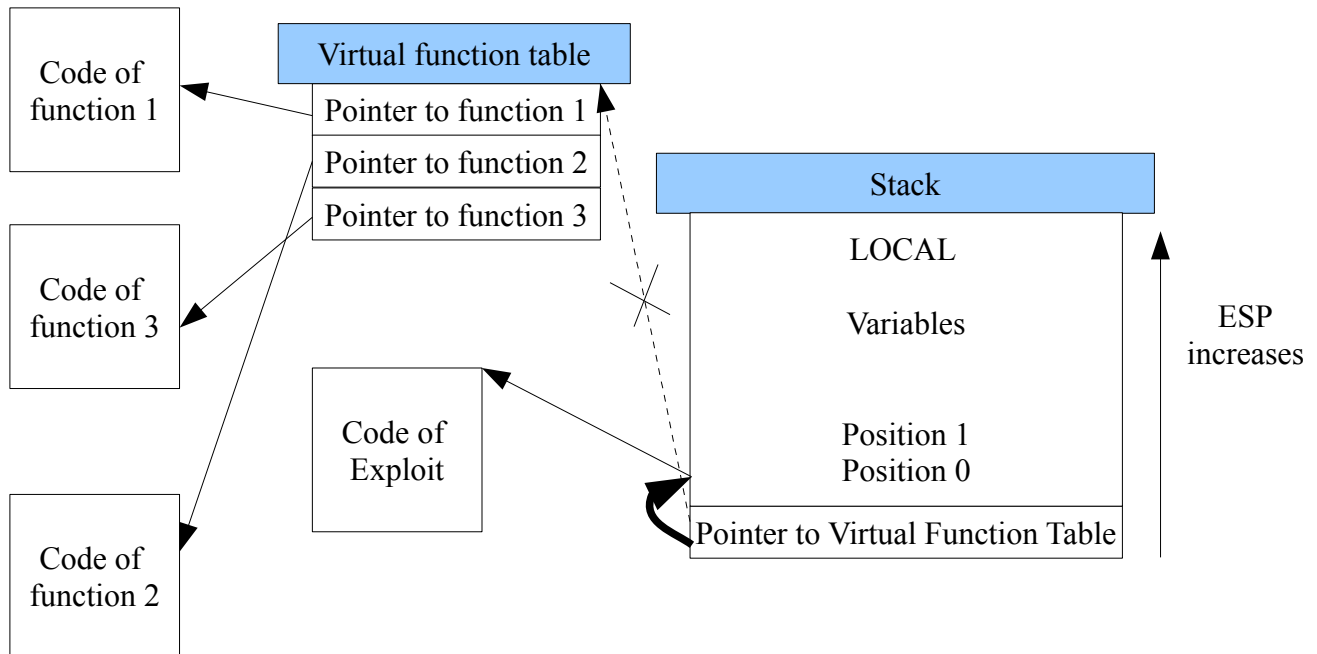 Code of
function 1
Virtual function table
Pointer to function 1
Pointer to function 2
Pointer to function 3
Stack
LOCAL
Variables
Position 1
Position 0
Pointer to Virtual Function Table
ESP
increases
Code of
function 3
Code of
Exploit
Code of
function 2